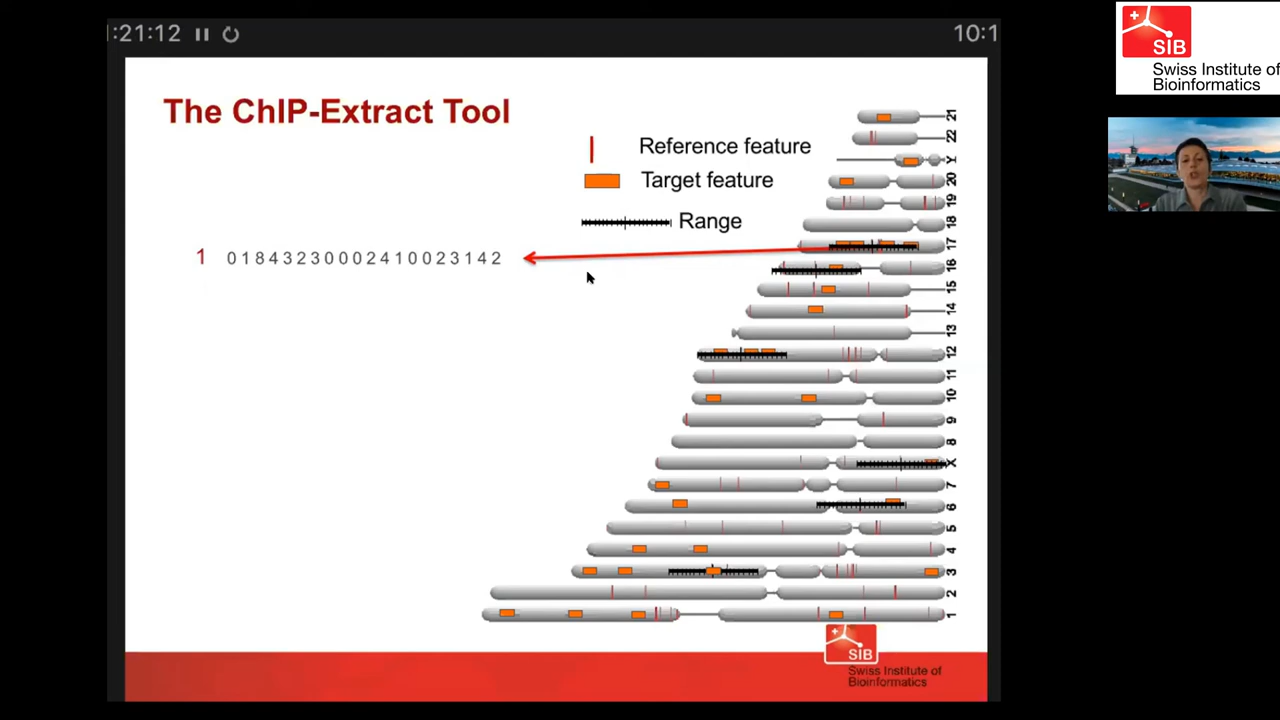 :21:12
10:1
SIB
Swiss Institute of
Bioinformatics
The ChIP-Extract Tool
Reference feature
Target feature
Range
1 0 1 8 4 3 2 3 0 0 0 2 4 1 0 0 2 3 1 4 2
21
22
Y
20
19
18
17
16
15
14
13
12
11
10
9
8
X
7
6
5
4
3
2
1
SIB
Swiss Institute of
Bioinformatics